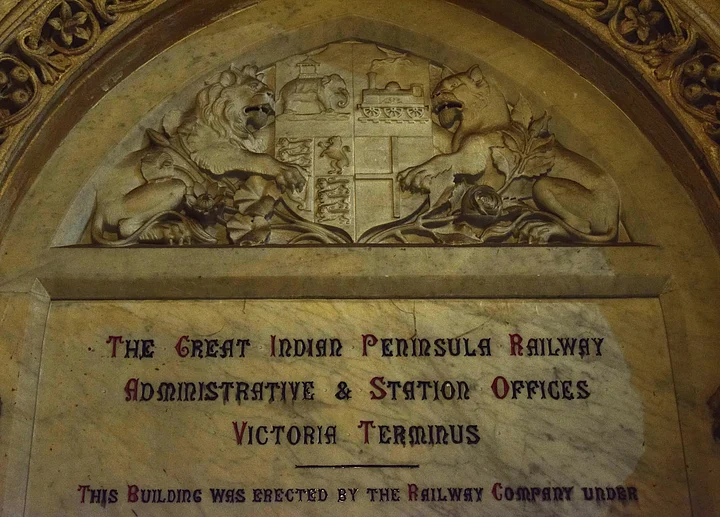 The Great Indian Peninsula Railway
Administrative & Station Offices
Victoria Terminus
This Building was erected by the Railway Company under